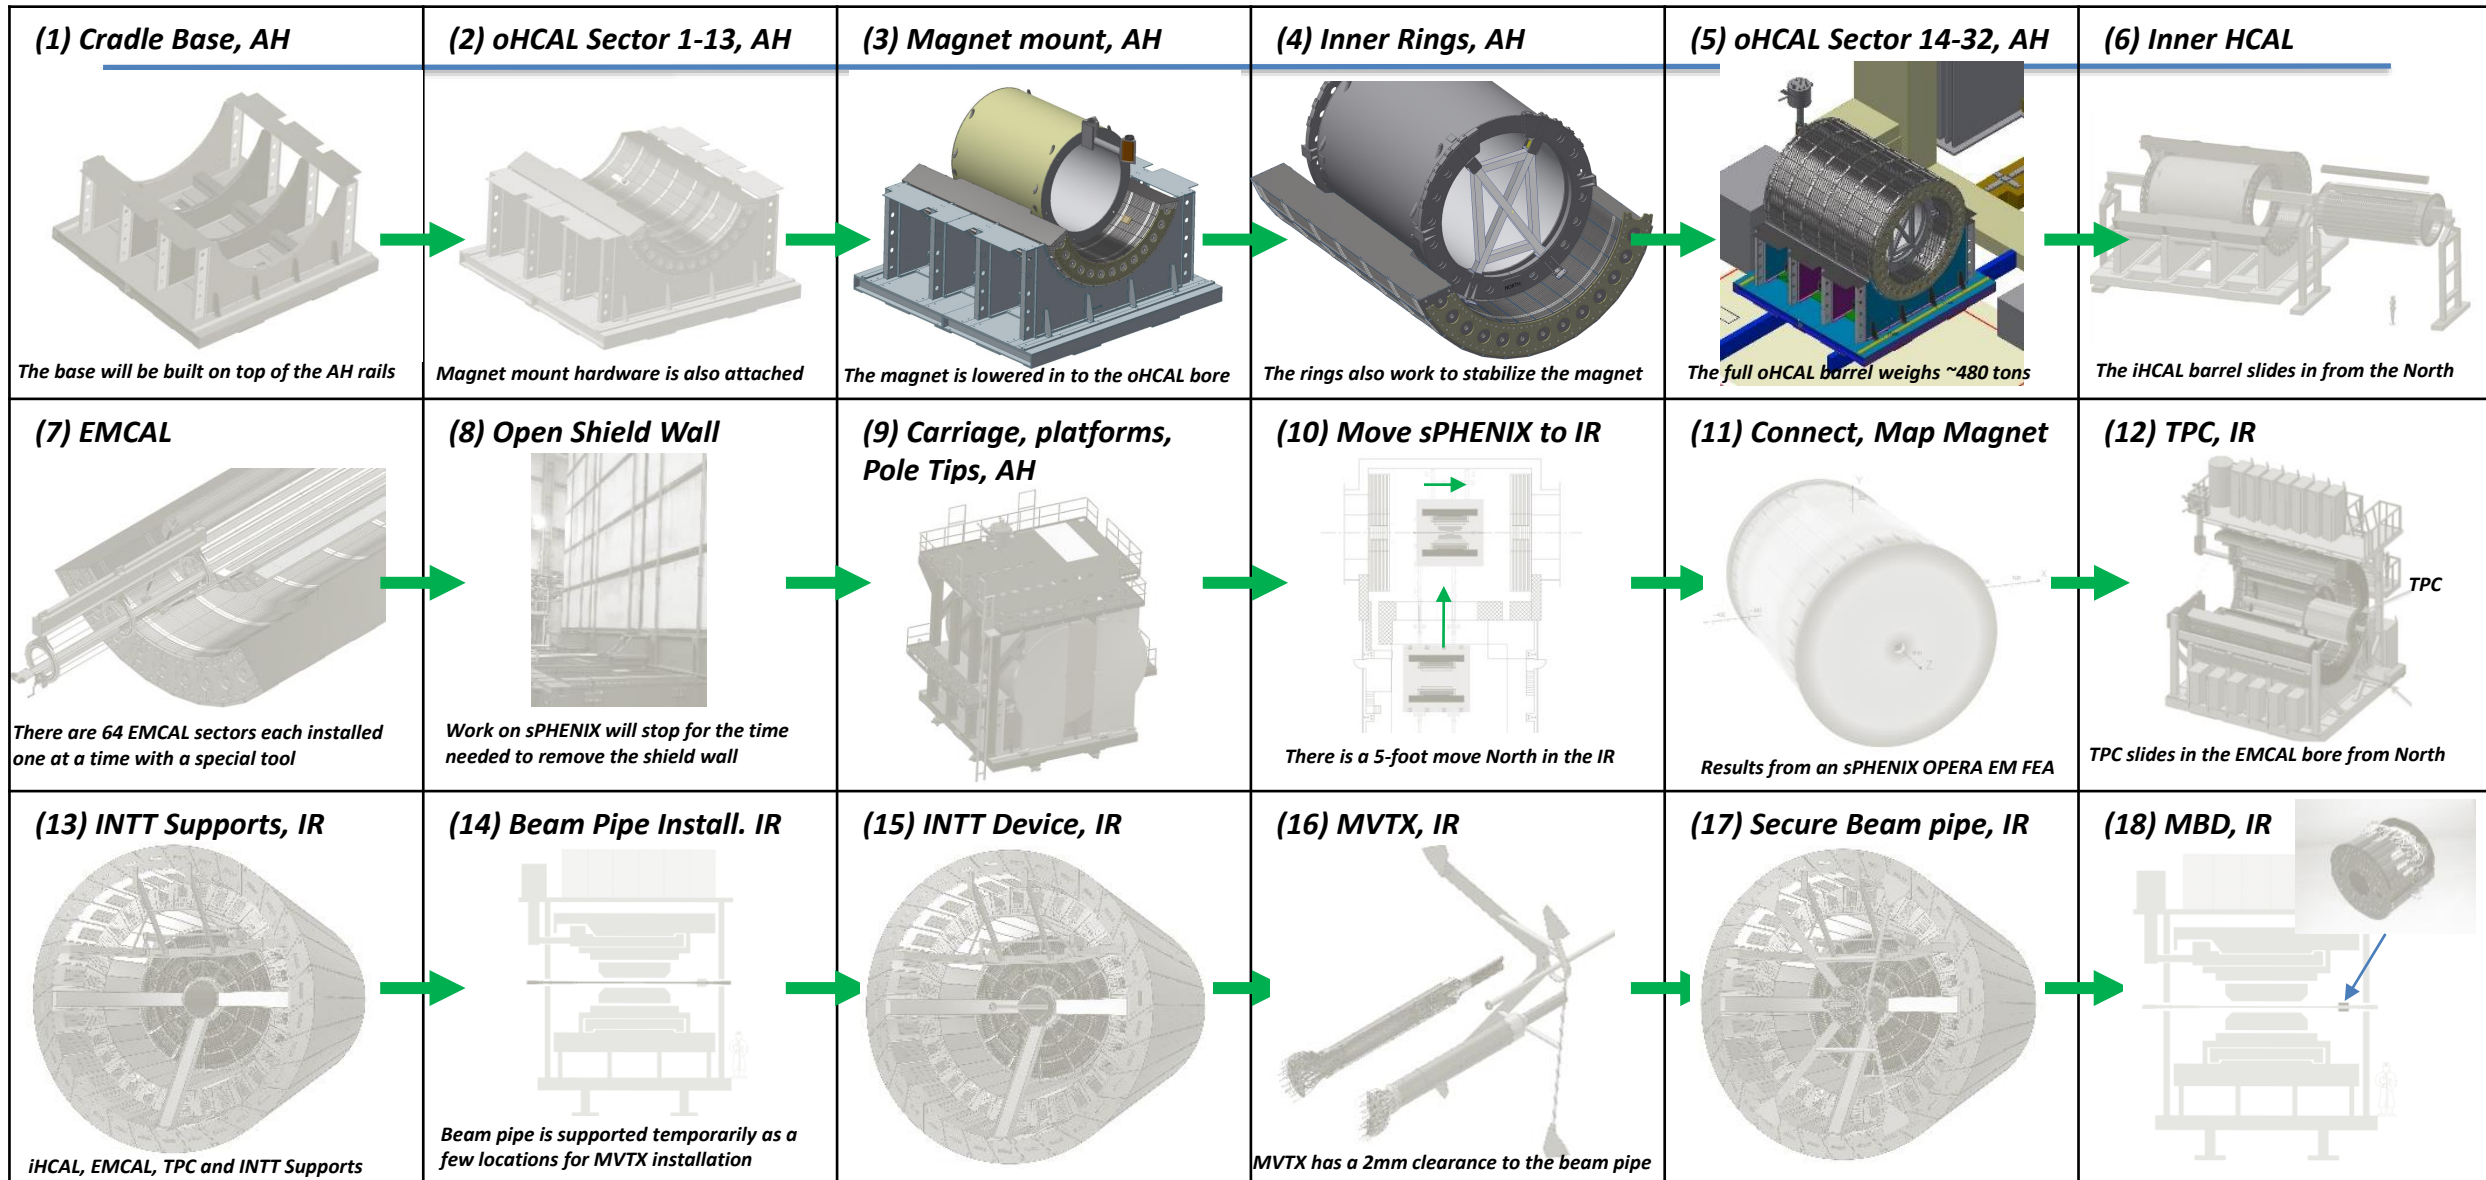 (1) Cradle Base, AH
The base will be built on top of the AH rails
(2) oHCAL Sector 1-13, AH
Magnet mount hardware is also attached
(3) Magnet mount, AH
The magnet is lowered in to the oHCAL bore
(4) Inner Rings, AH
NORTH
The rings also work to stabilize the magnet
(5) oHCAL Sector 14-32, AH
The full oHCAL barrel weighs ~480 tons
(6) Inner HCAL
The iHCAL barrel slides in from the North
(7) EMCAL
There are 64 EMCAL sectors each installed
one at a time with a special tool
(8) Open Shield Wall
Work on sPHENIX will stop for the time
needed to remove the shield wall
(9) Carriage, platforms,
Pole Tips, AH
(10) Move sPHENIX to IR
There is a 5-foot move North in the IR
(11) Connect, Map Magnet
Y
X
Z
Results from an sPHENIX OPERA EM FEA
(12) TPC, IR
TPC
TPC slides in the EMCAL bore from North
(13) INTT Supports, IR
iHCAL, EMCAL, TPC and INTT Supports
(14) Beam Pipe Install. IR
Beam pipe is supported temporarily as a
few locations for MVTX installation
(15) INTT Device, IR
(16) MVTX, IR
MVTX has a 2mm clearance to the beam pipe
(17) Secure Beam pipe, IR
(18) MBD, IR